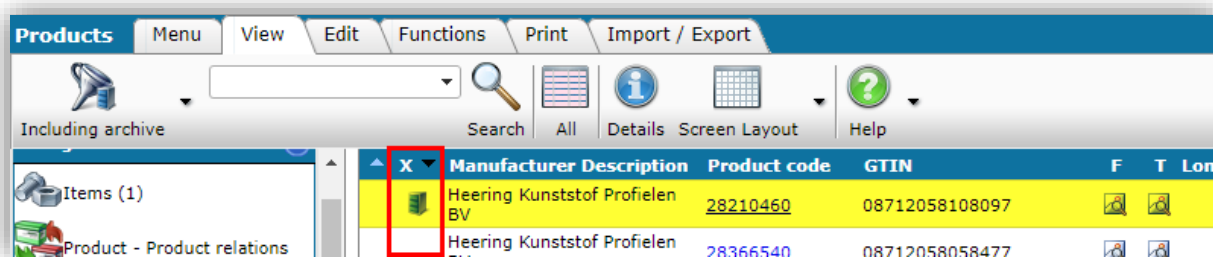 Products Menu View Edit Functions Print Import / Export
Including archive Search All Details Screen Layout Help
X Manufacturer Description Product code GTIN F T Lon
Items (1)
Heering Kunststof Profielen
BV 28210460 08712058108097
Product - Product relations
Heering Kunststof Profielen
28366540 08712058058477